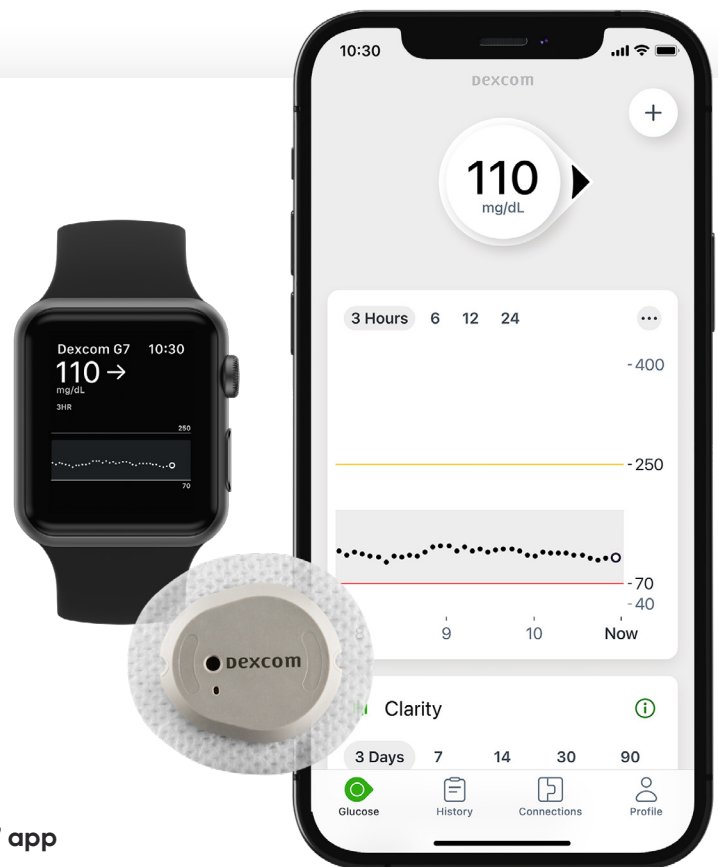 10:30
Dexcom
+
110
mg/dL
3 Hours 6 12 24
400
250
70
40
9 10 Now
Clarity
3 Days 7 14 30 90
Glucose History Connections Profile
Dexcom G7 10:30
110 →
mg/dL
3HR
250
70
Dexcom
app